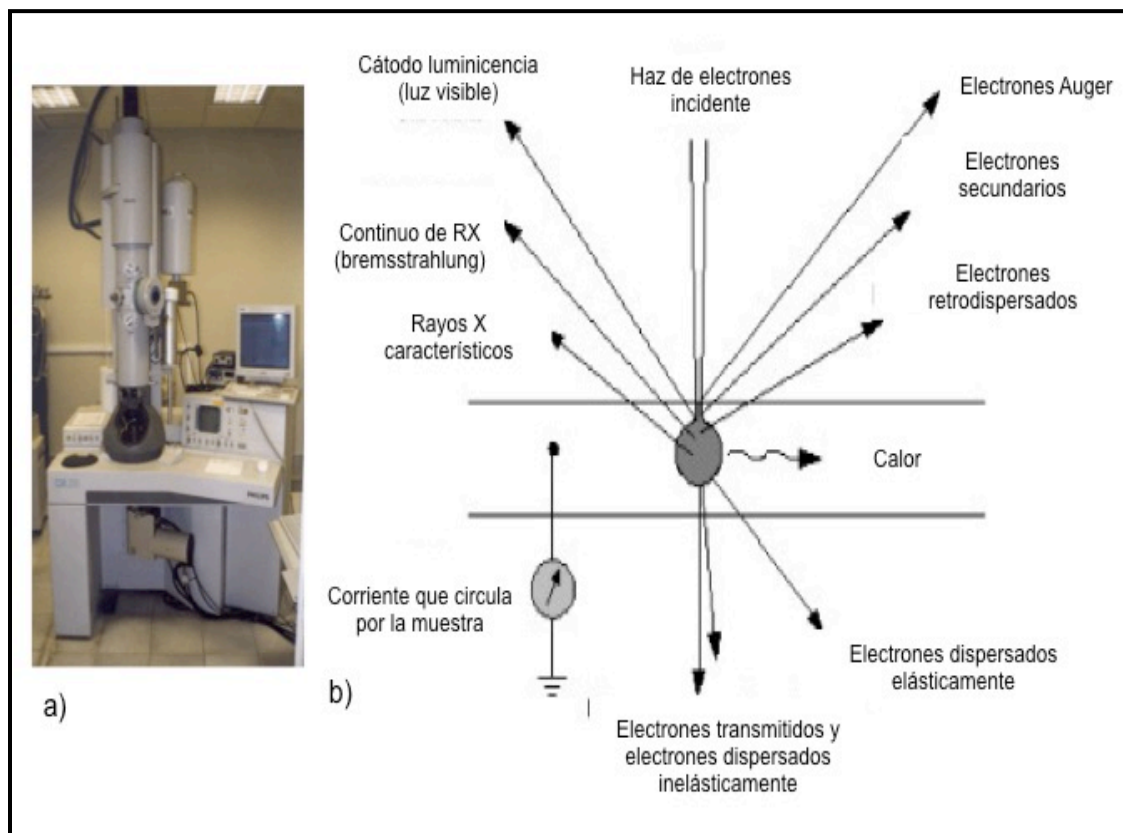 Cátodo luminicencia
(luz visible)
Haz de electrones
incidente
Electrones Auger
Electrones
secundarios
Continuo de RX
(bremsstrahlung)
Electrones
retrodispersados
Rayos X
característicos
Calor
Corriente que circula
por la muestra
Electrones dispersados
elásticamente
a)
b)
Electrones transmitidos y
electrones dispersados
inelásticamente
PHILIPS